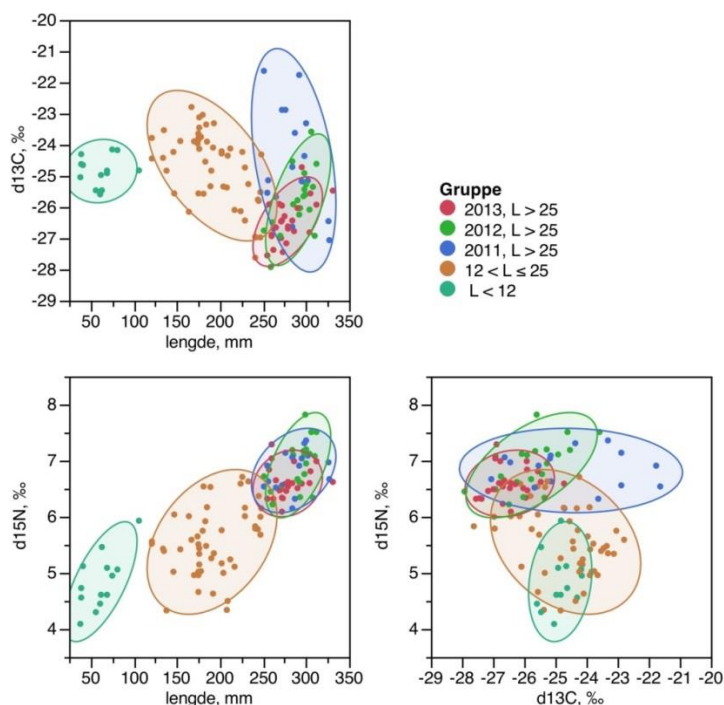 -20
-21
-22
-23
-24
-25
-26
-27
-28
-29
d13C, ‰
50 100 150 200 250 300 350
lengde, mm
Gruppe
2013, L > 25
2012, L > 25
2011, L > 25
12 < L ≤ 25
L < 12
8
7
6
5
4
d15N, ‰
50 100 150 200 250 300 350
lengde, mm
8
7
6
5
4
d15N, ‰
-29 -28 -27 -26 -25 -24 -23 -22 -21 -20
d13C, ‰